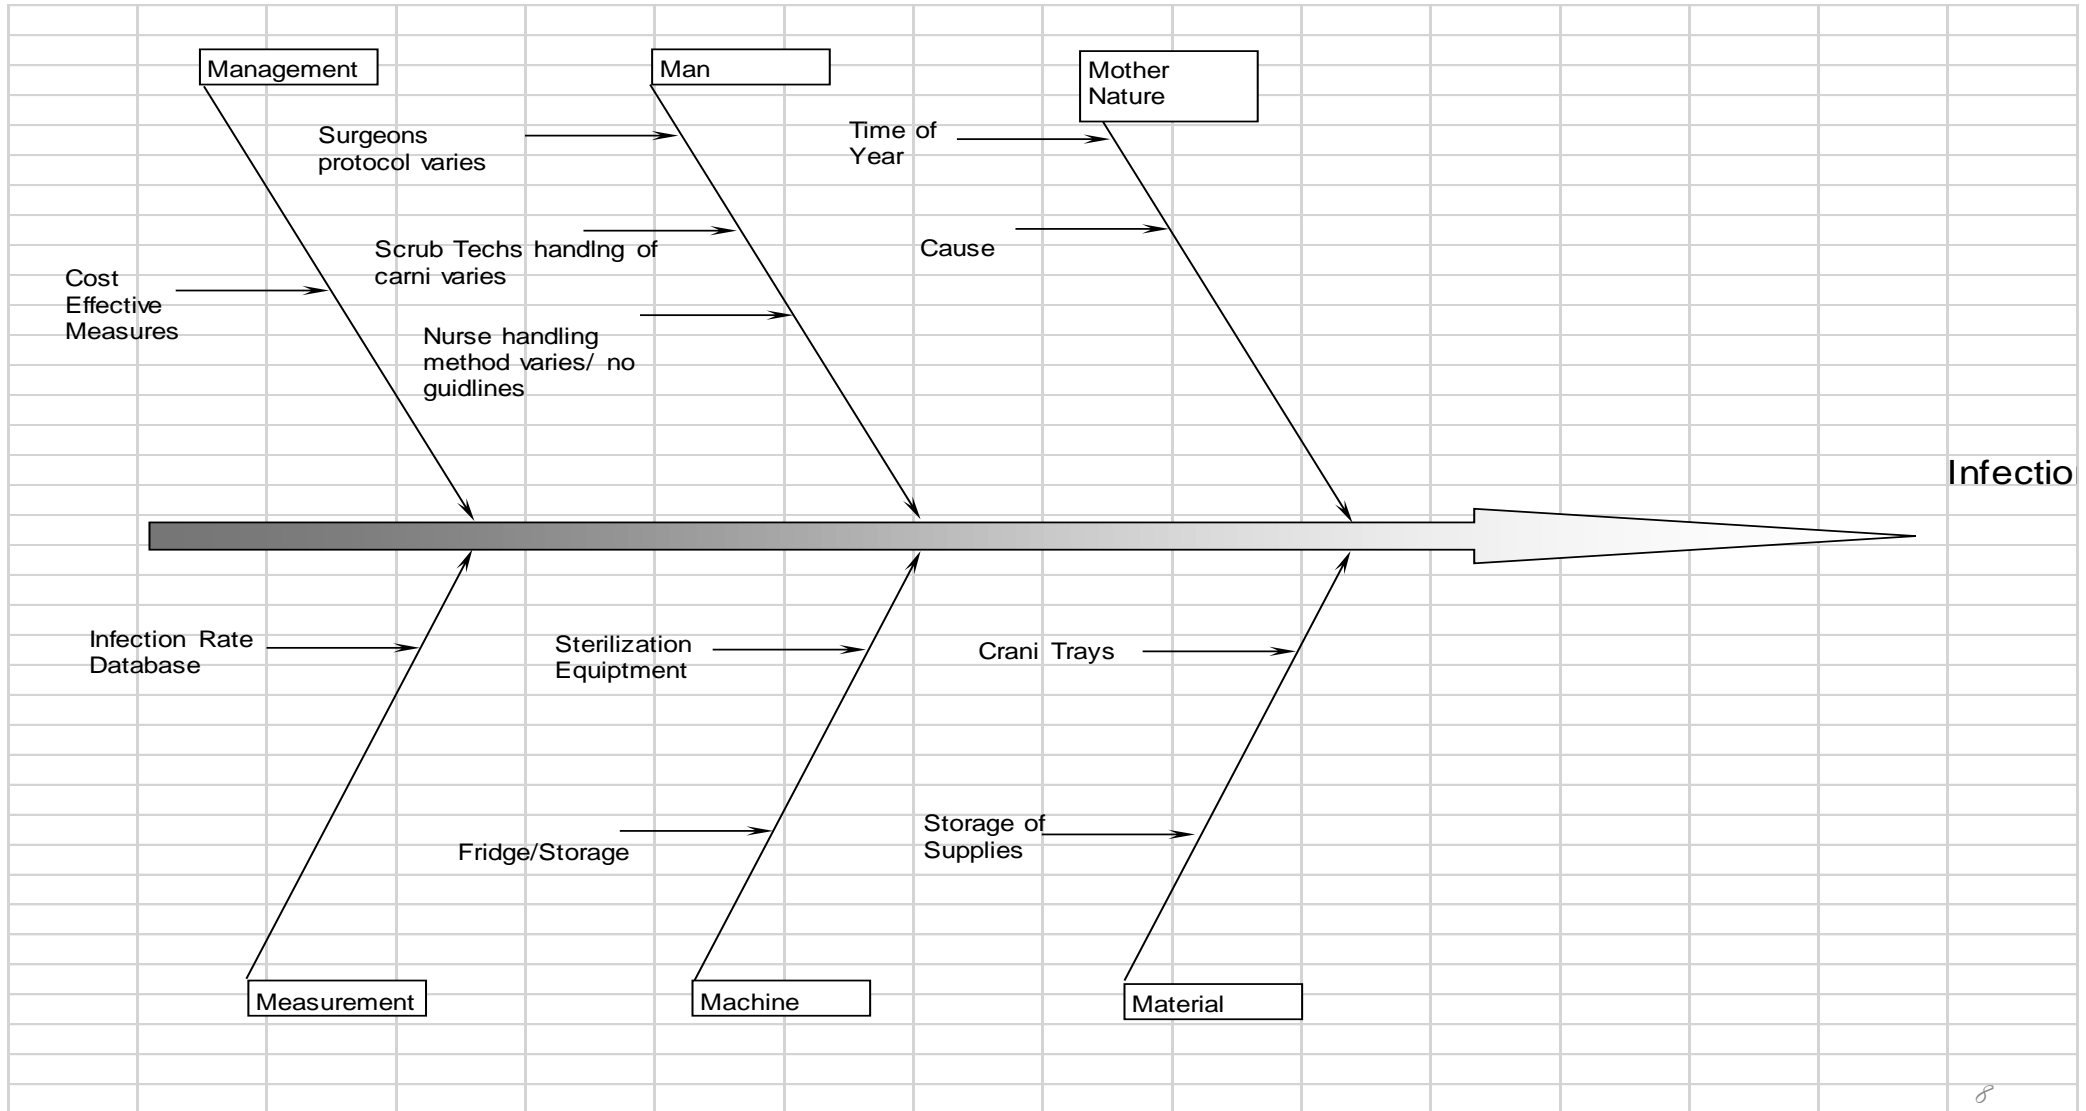 Management
Man
Mother
Nature
Surgeons
protocol varies
Time of
Year
Scrub Techs handlng of
carni varies
Cause
Cost
Effective
Measures
Nurse handling
method varies/ no
guidlines
Infectio
Infection Rate
Database
Sterilization
Equiptment
Crani Trays
Fridge/Storage
Storage of
Supplies
Measurement
Machine
Material
8